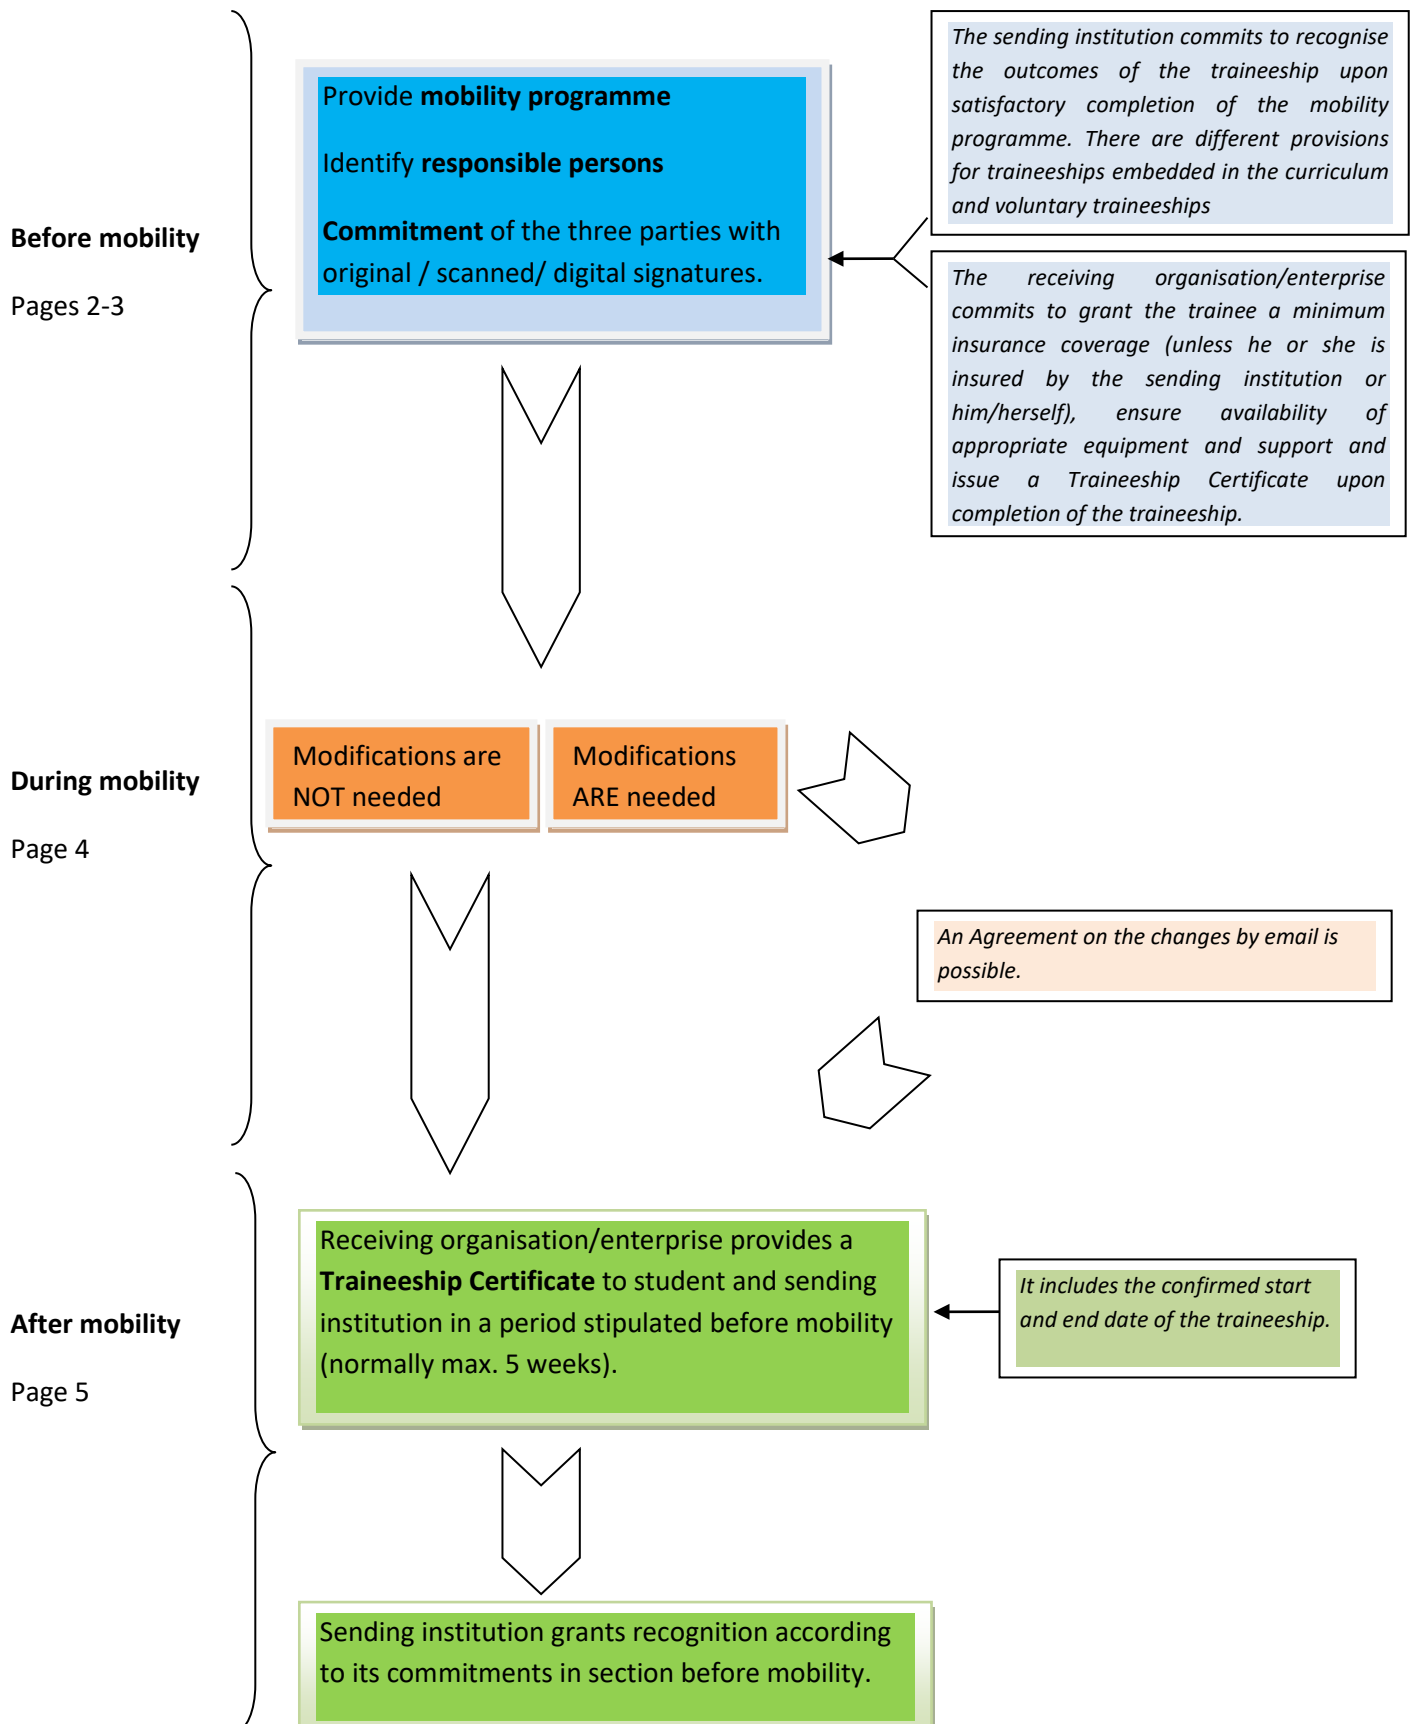 Before mobility
Pages 2-3
Provide mobility programme
Identify responsible persons
Commitment of the three parties with
original / scanned/ digital signatures.
The sending institution commits to recognise
the outcomes of the traineeship upon
satisfactory completion of the mobility
programme. There are different provisions
for traineeships embedded in the curriculum
and voluntary traineeships
The receiving organisation/enterprise
commits to grant the trainee a minimum
insurance coverage (unless he or she is
insured by the sending institution or
him/herself), ensure availability of
appropriate equipment and support and
issue a Traineeship Certificate upon
completion of the traineeship.
During mobility
Page 4
Modifications are
NOT needed
Modifications
ARE needed
An Agreement on the changes by email is
possible.
After mobility
Page 5
Receiving organisation/enterprise provides a
Traineeship Certificate to student and sending
institution in a period stipulated before mobility
(normally max. 5 weeks).
It includes the confirmed start
and end date of the traineeship.
Sending institution grants recognition according
to its commitments in section before mobility.